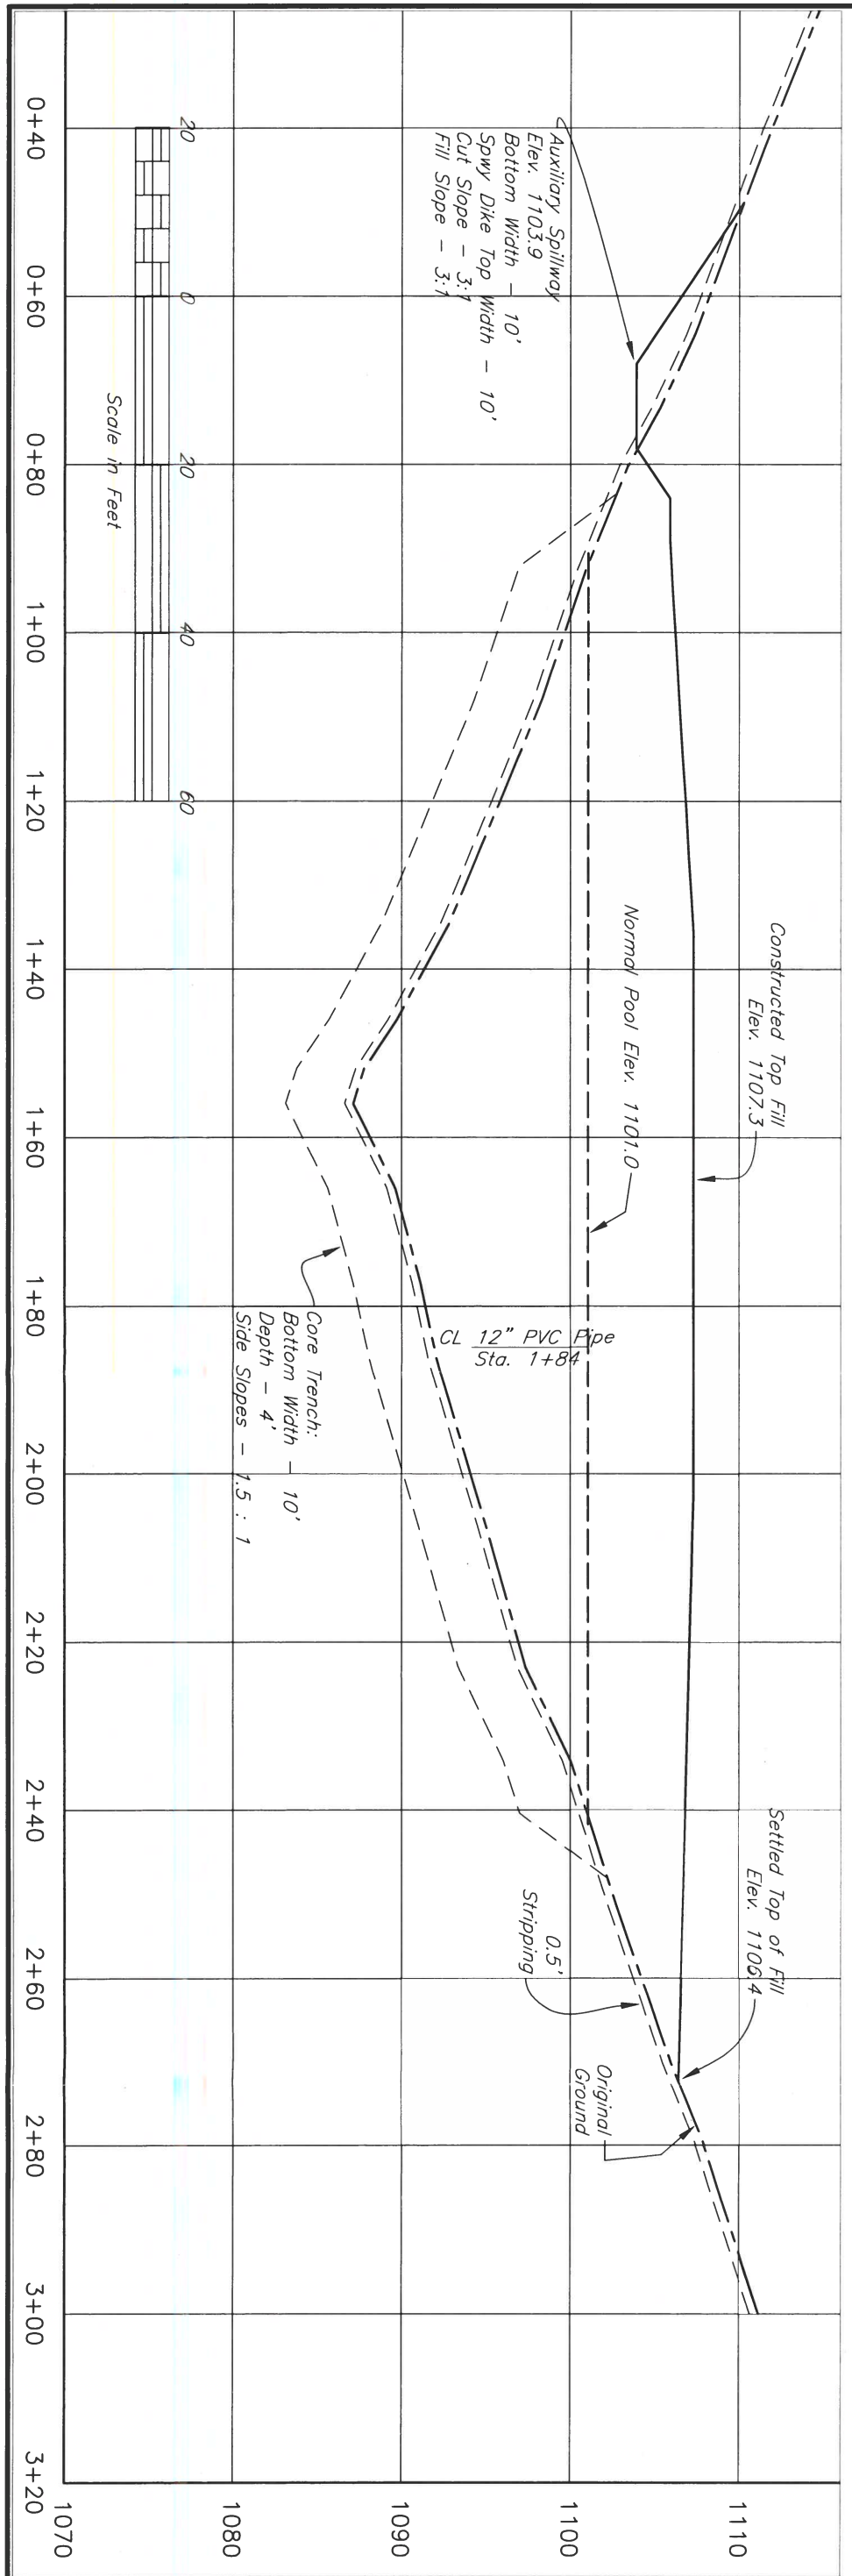 Auxiliary Spillway
Elev. 1103.9
Bottom Width – 10'
Spwy Dike Top Width – 10'
Cut Slope – 3:1
Fill Slope – 3:1
Constructed Top Fill
Elev. 1107.3
Normal Pool Elev. 1101.0
Settled Top of Fill
Elev. 1106.4
CL 12" PVC Pipe
Sta. 1+84
Core Trench:
Bottom Width – 10'
Depth – 4'
Side Slopes – 1.5 : 1
0.5'
Stripping
Original
Ground
20 0 20 40 60
Scale in Feet
1110
1100
1090
1080
1070
0+40 0+60 0+80 1+00 1+20 1+40 1+60 1+80 2+00 2+20 2+40 2+60 2+80 3+00 3+20